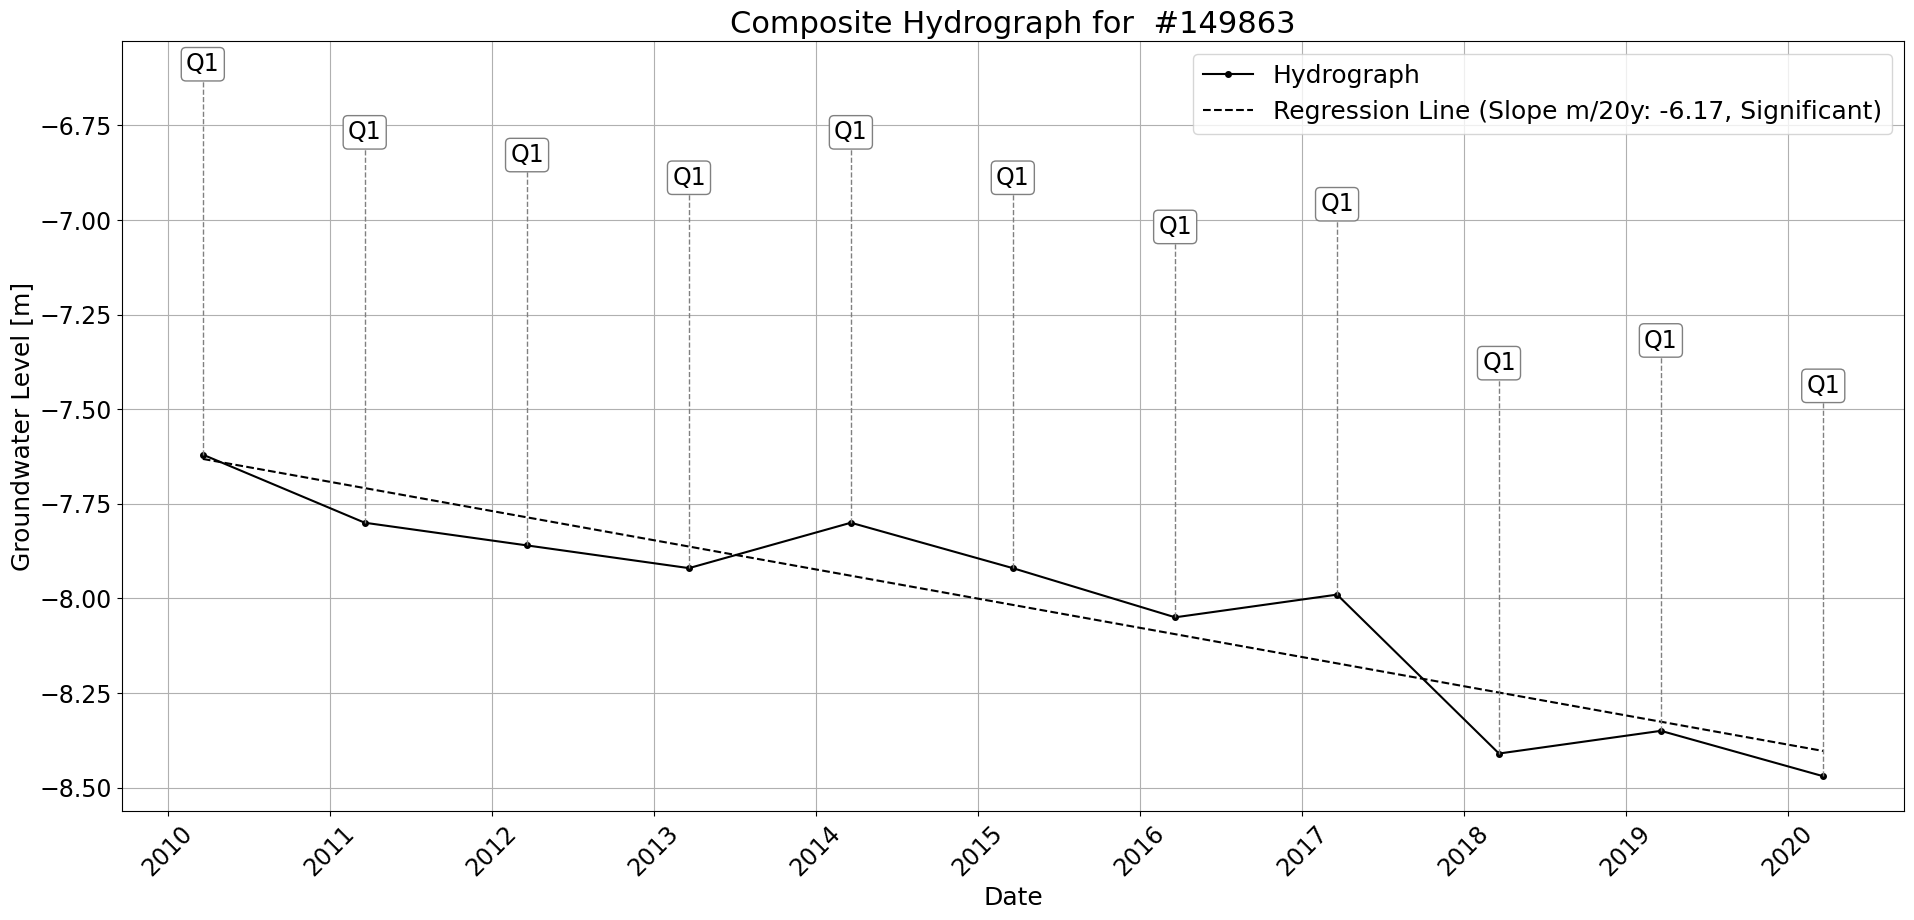 Composite Hydrograph for  #149863
Hydrograph
Regression Line (Slope m/20y: -6.17, Significant)
Q1
Q1
Q1
Q1
Q1
Q1
Q1
Q1
Q1
Q1
Q1
Groundwater Level [m]
−6.75
−7.00
−7.25
−7.50
−7.75
−8.00
−8.25
−8.50
2010
2011
2012
2013
2014
2015
2016
2017
2018
2019
2020
Date